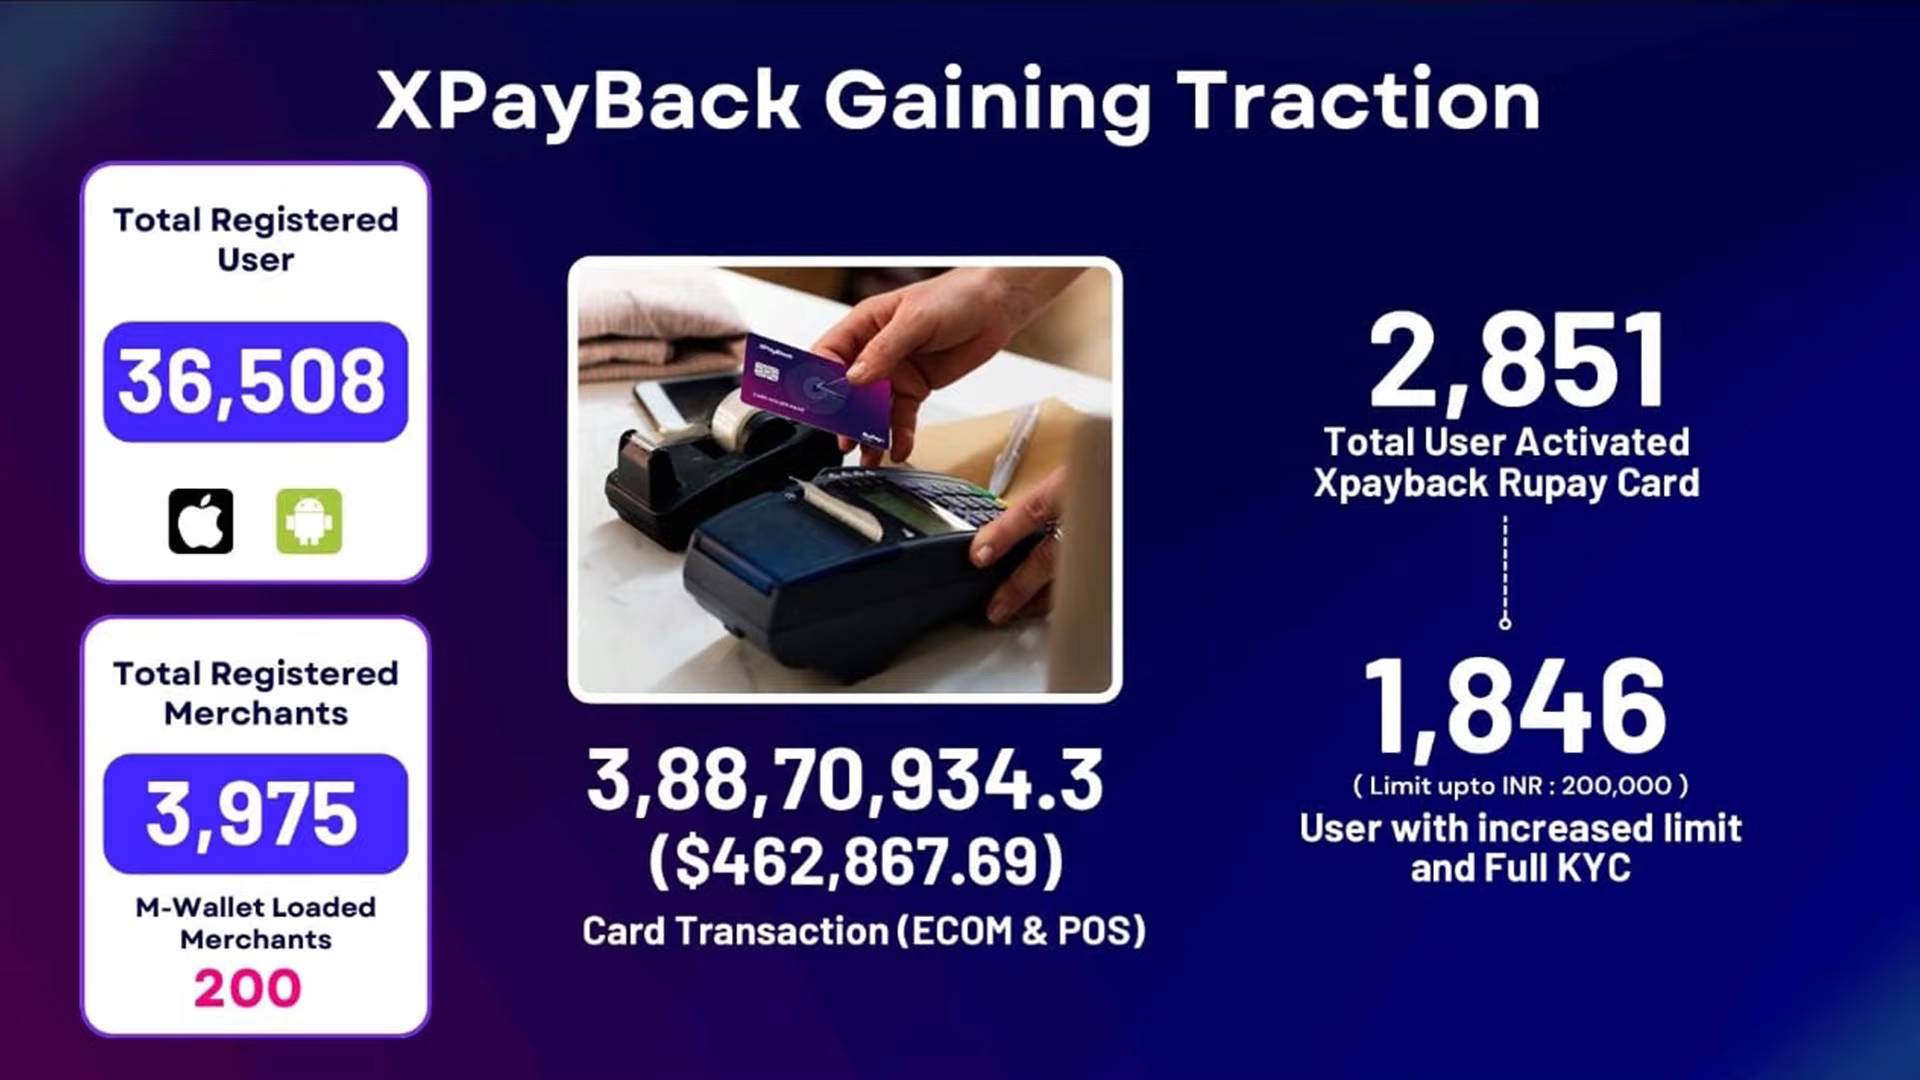 XPayBack Gaining Traction
Total Registered
User
36,508
Total Registered
Merchants
3,975
M-Wallet Loaded
Merchants
200
xPayBack
3,88,70,934.3
($462,867.69)
Card Transaction (ECOM & POS)
2,851
Total User Activated
Xpayback Rupay Card
1,846
( Limit upto INR : 200,000 )
User with increased limit
and Full KYC